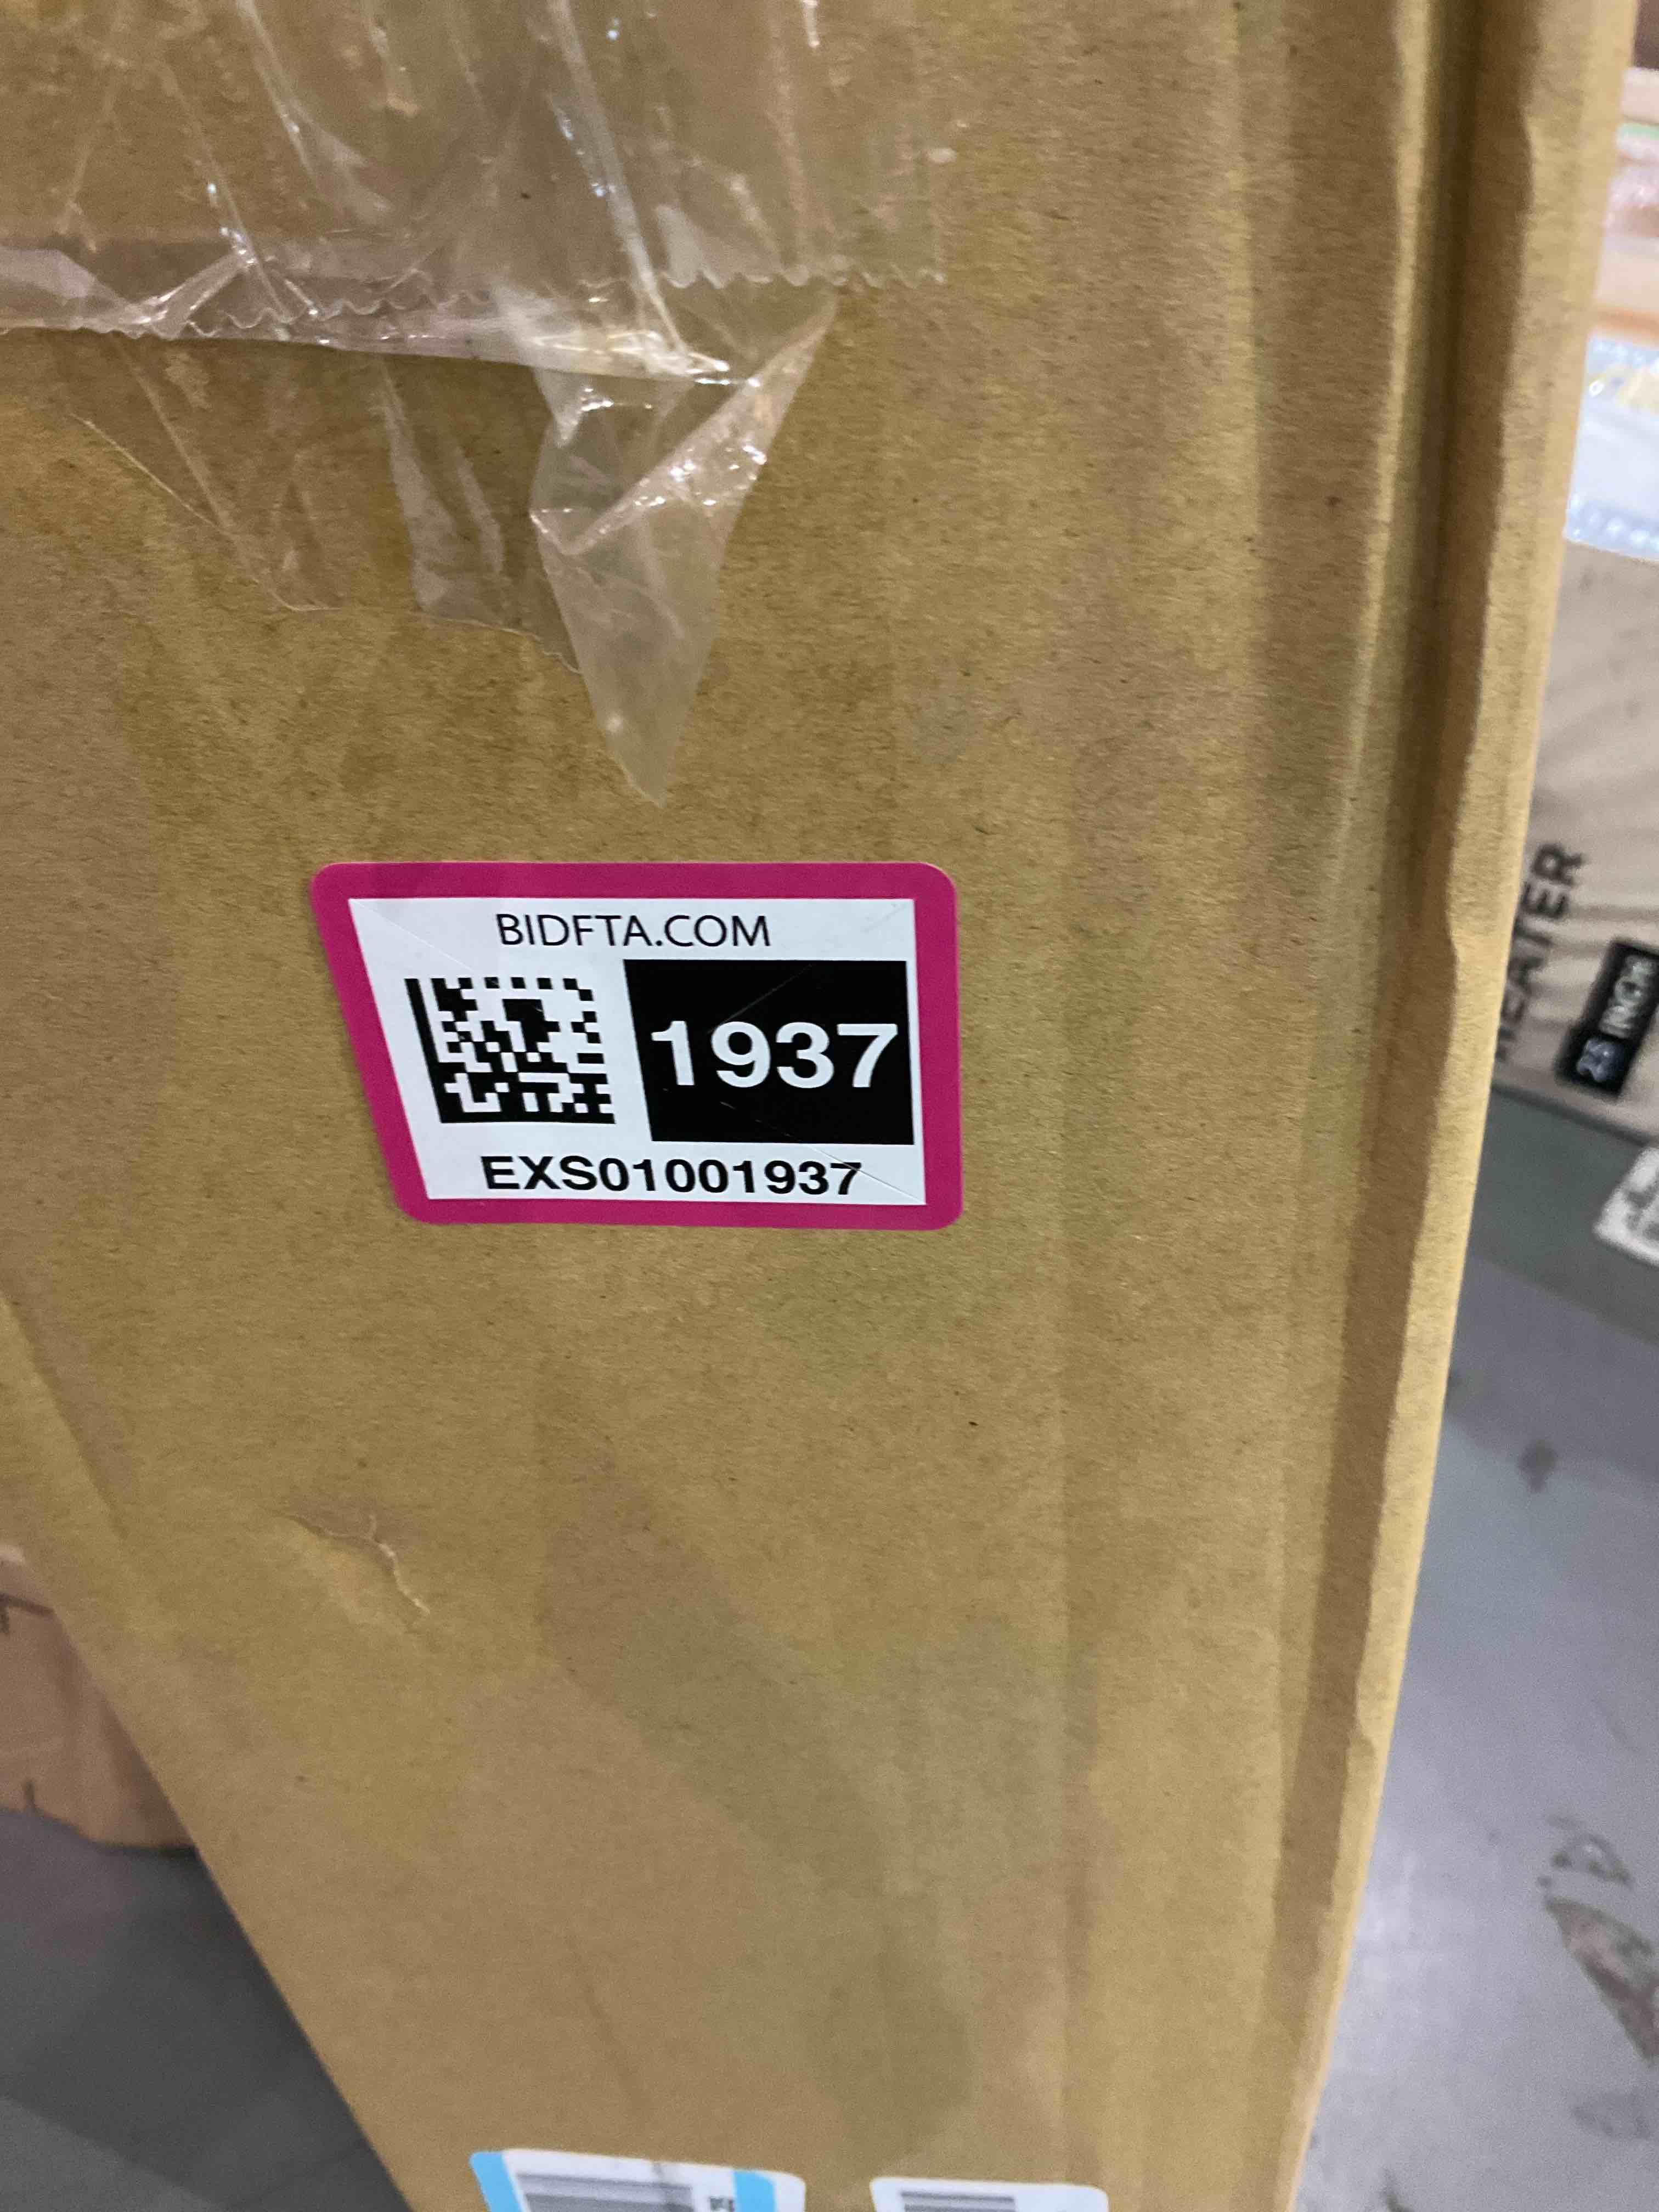 BIDFTA.COM
1937
EXS01001937
HEATER
25 INCH